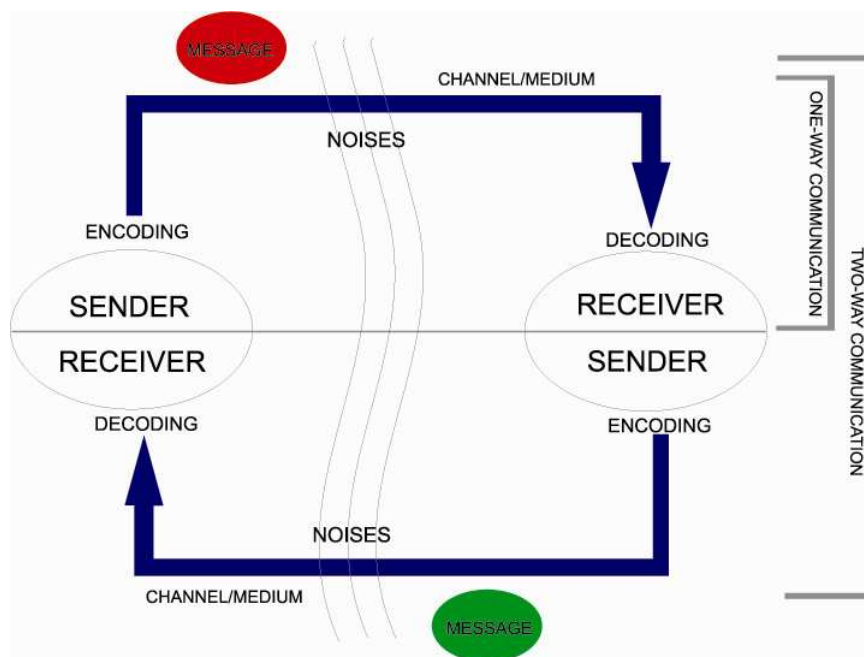 MESSAGE
CHANNEL/MEDIUM
NOISES
ENCODING
DECODING
SENDER
RECEIVER
RECEIVER
SENDER
DECODING
ENCODING
NOISES
CHANNEL/MEDIUM
MESSAGE
ONE-WAY COMMUNICATION
TWO-WAY COMMUNICATION